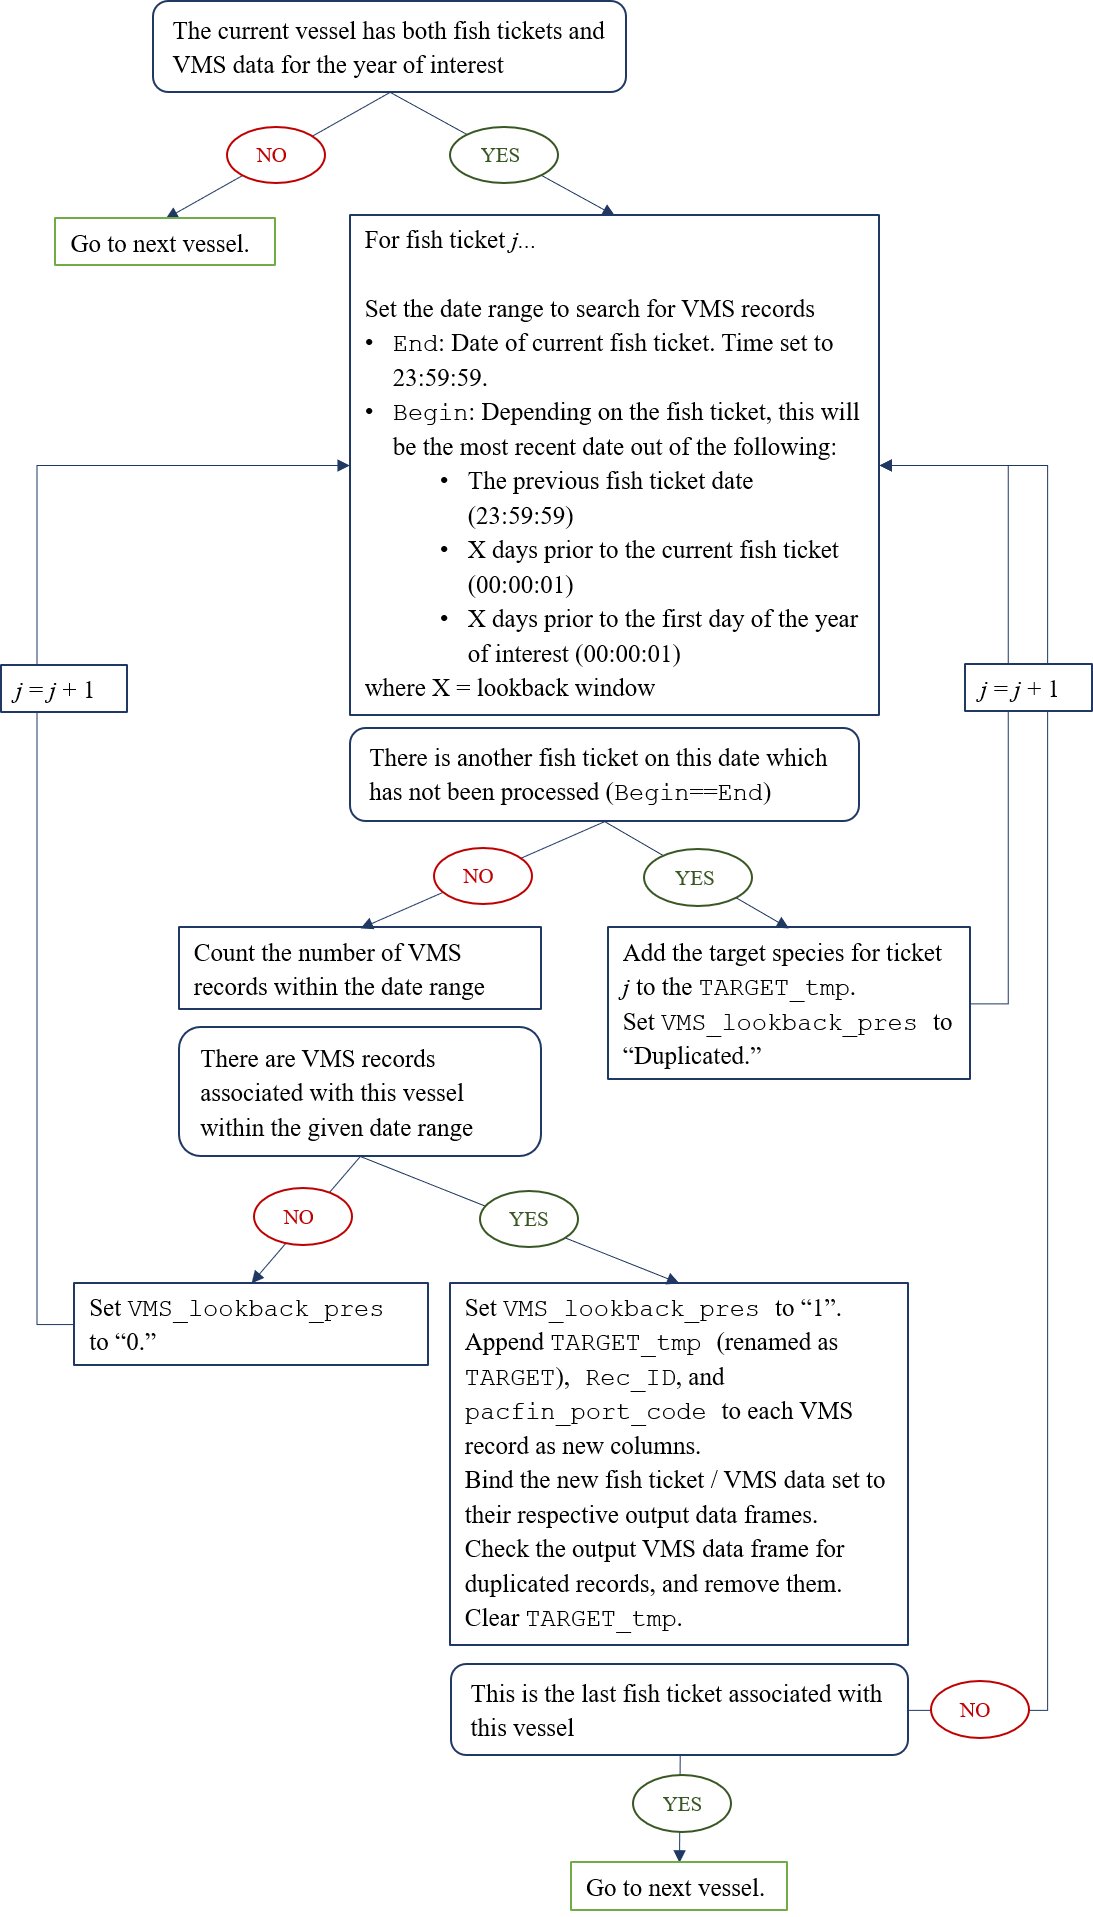 The current vessel has both fish tickets and
VMS data for the year of interest
NO
YES
Go to next vessel.
For fish ticket j...
Set the date range to search for VMS records
• End: Date of current fish ticket. Time set to
23:59:59.
• Begin: Depending on the fish ticket, this will
be the most recent date out of the following:
• The previous fish ticket date
(23:59:59)
• X days prior to the current fish ticket
(00:00:01)
• X days prior to the first day of the year
of interest (00:00:01)
where X = lookback window
j = j + 1
j = j + 1
There is another fish ticket on this date which
has not been processed (Begin==End)
NO
YES
Count the number of VMS
records within the date range
Add the target species for ticket
j to the TARGET_tmp.
Set VMS_lookback_pres to
“Duplicated.”
There are VMS records
associated with this vessel
within the given date range
NO
YES
Set VMS_lookback_pres
to “0.”
Set VMS_lookback_pres to “1”.
Append TARGET_tmp (renamed as
TARGET), Rec_ID, and
pacfin_port_code to each VMS
record as new columns.
Bind the new fish ticket / VMS data set to
their respective output data frames.
Check the output VMS data frame for
duplicated records, and remove them.
Clear TARGET_tmp.
This is the last fish ticket associated with
this vessel
NO
YES
Go to next vessel.